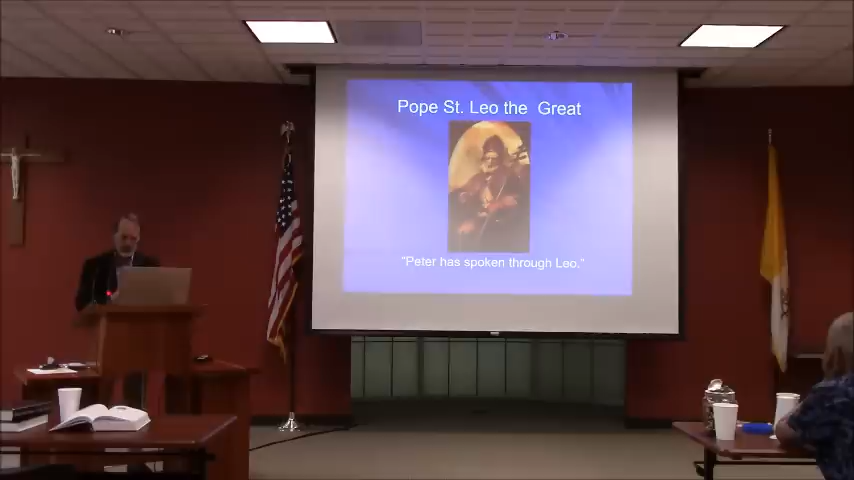 Pope St. Leo the Great
"Peter has spoken through Leo."